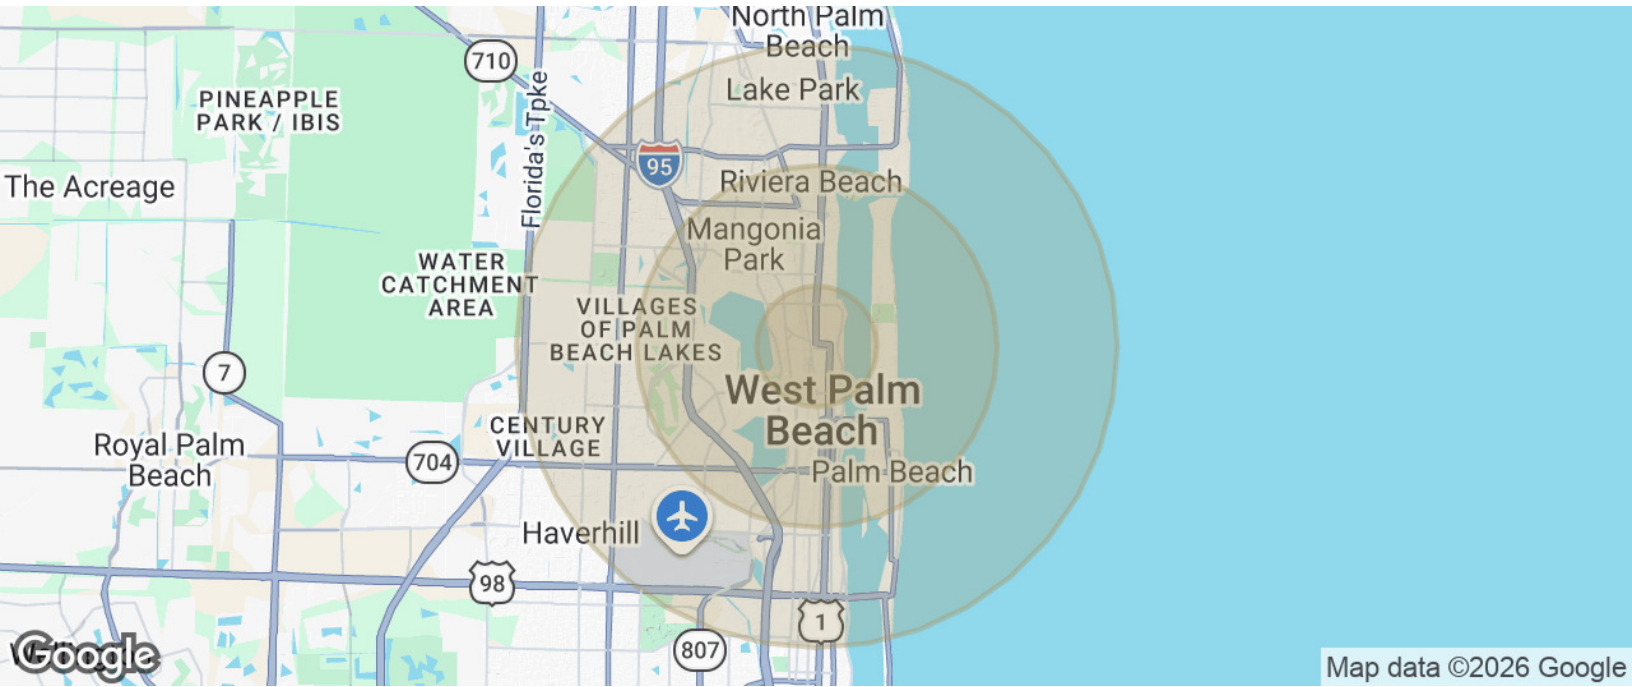 North Palm
Beach
710
Lake Park
PINEAPPLE
PARK / IBIS
Florida's Tpke
95
The Acreage
Riviera Beach
Mangonia
Park
WATER
CATCHMENT
AREA
VILLAGES
OF PALM
BEACH LAKES
7
West Palm
Beach
CENTURY
VILLAGE
Royal Palm
Beach
704
Palm Beach
Haverhill
98
1
807
Google
Map data ©2026 Google